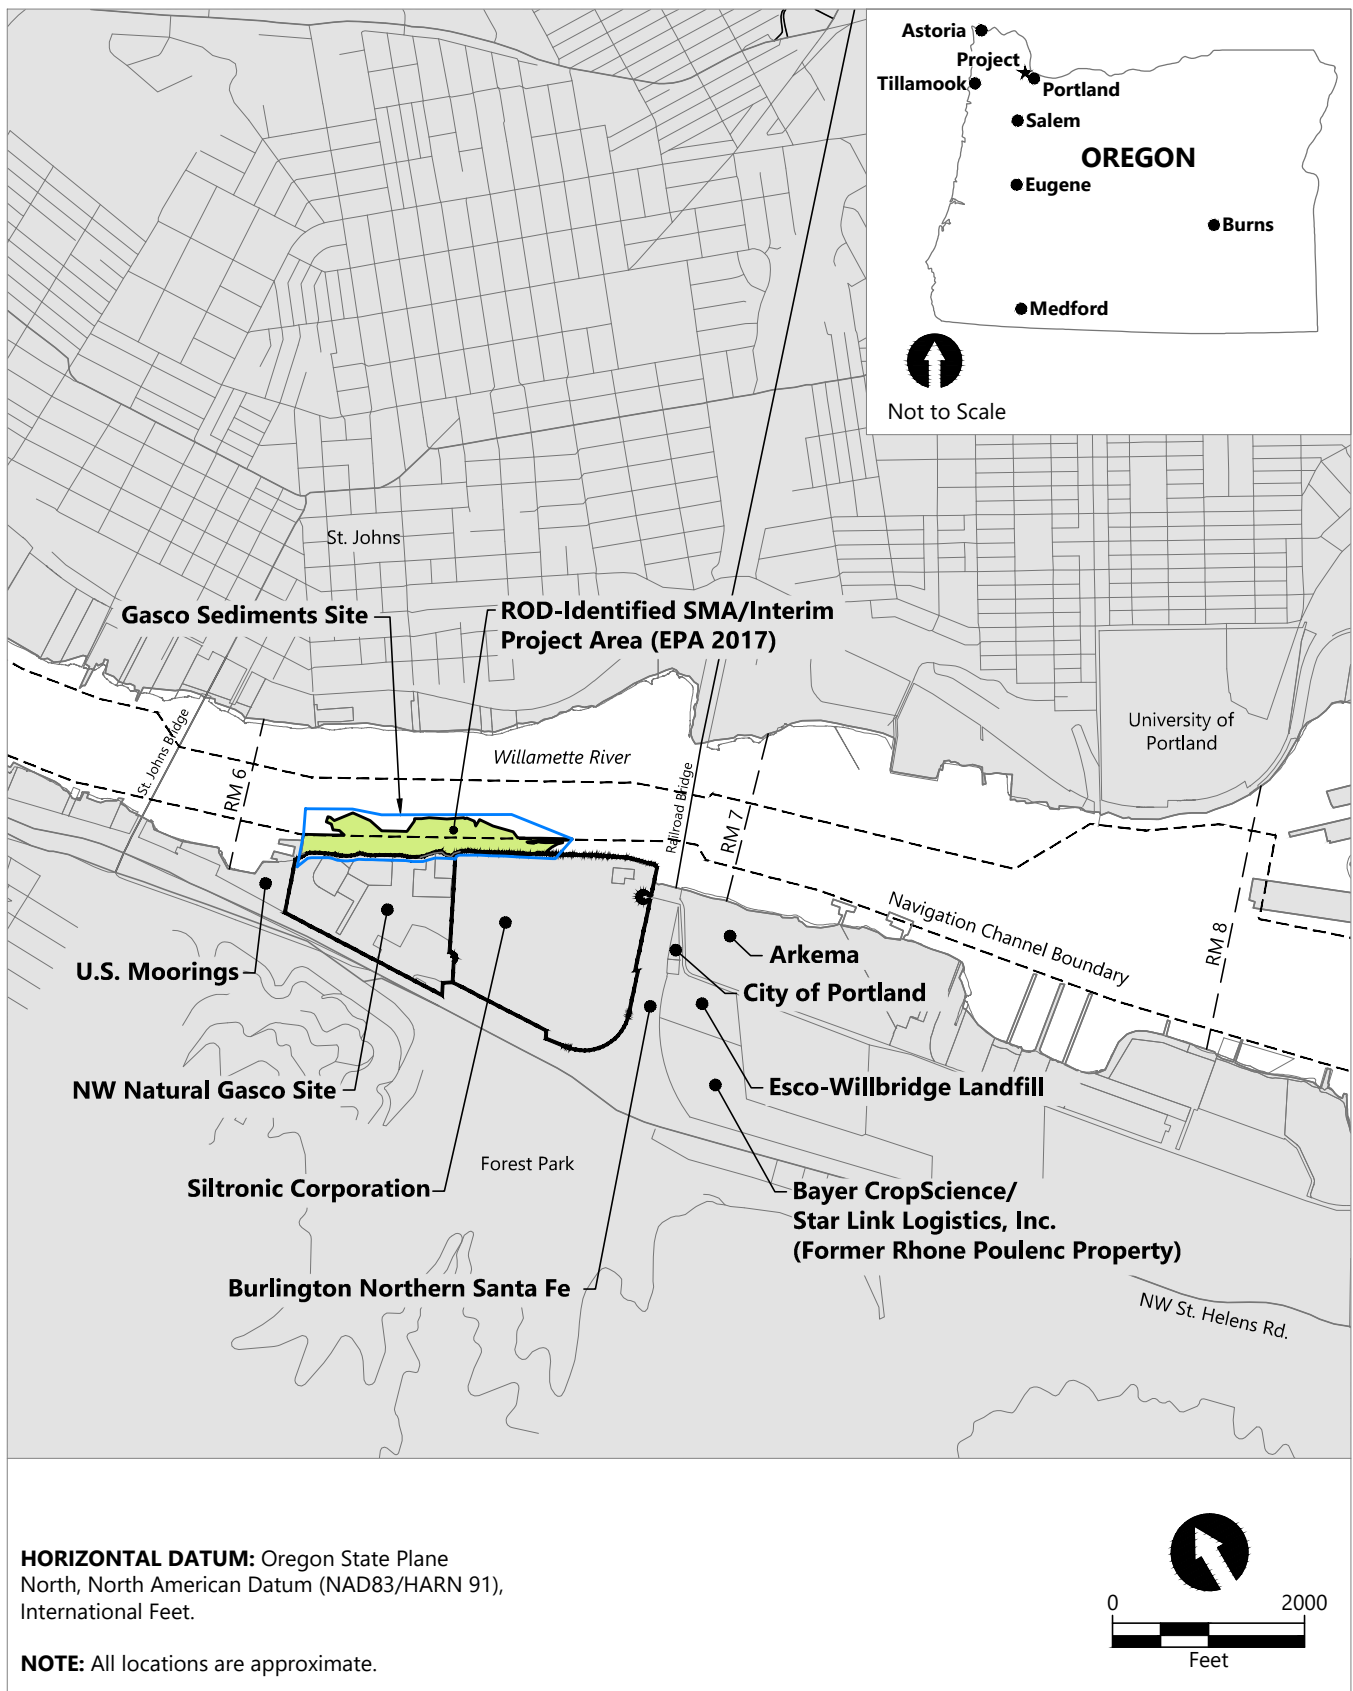 Astoria
Project
Tillamook
Portland
Salem
OREGON
Eugene
Burns
Medford
Not to Scale
St. Johns
Gasco Sediments Site
ROD-Identified SMA/Interim
Project Area (EPA 2017)
University of
Portland
St. Johns Bridge
RM 6
Willamette River
Railroad Bridge
RM 7
Navigation Channel Boundary
RM 8
U.S. Moorings
Arkema
City of Portland
NW Natural Gasco Site
Esco-Willbridge Landfill
Forest Park
Siltronic Corporation
Bayer CropScience/
Star Link Logistics, Inc.
(Former Rhone Poulenc Property)
Burlington Northern Santa Fe
NW St. Helens Rd.
HORIZONTAL DATUM: Oregon State Plane
North, North American Datum (NAD83/HARN 91),
International Feet.
NOTE: All locations are approximate.
0 2000
Feet